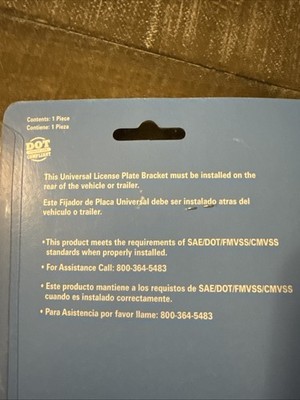 Contents: 1 Piece
Contiene: 1 Pieza
DOT
COMPLIANT
This Universal License Plate Bracket must be installed on
the rear of the vehicle or trailer.
Este Fijador de Placa Universal debe ser instalado atras del
vehiculo o trailer.
• This product meets the requirements of SAE/DOT/FMVSS/CMVSS
standards when properly installed.
• For Assistance Call: 800-364-5483
• Este producto mantiene a los requistos de SAE/DOT/FMVSS/CMVSS
cuando es instalado correctamente.
• Para Asistencia por favor llame: 800-364-5483